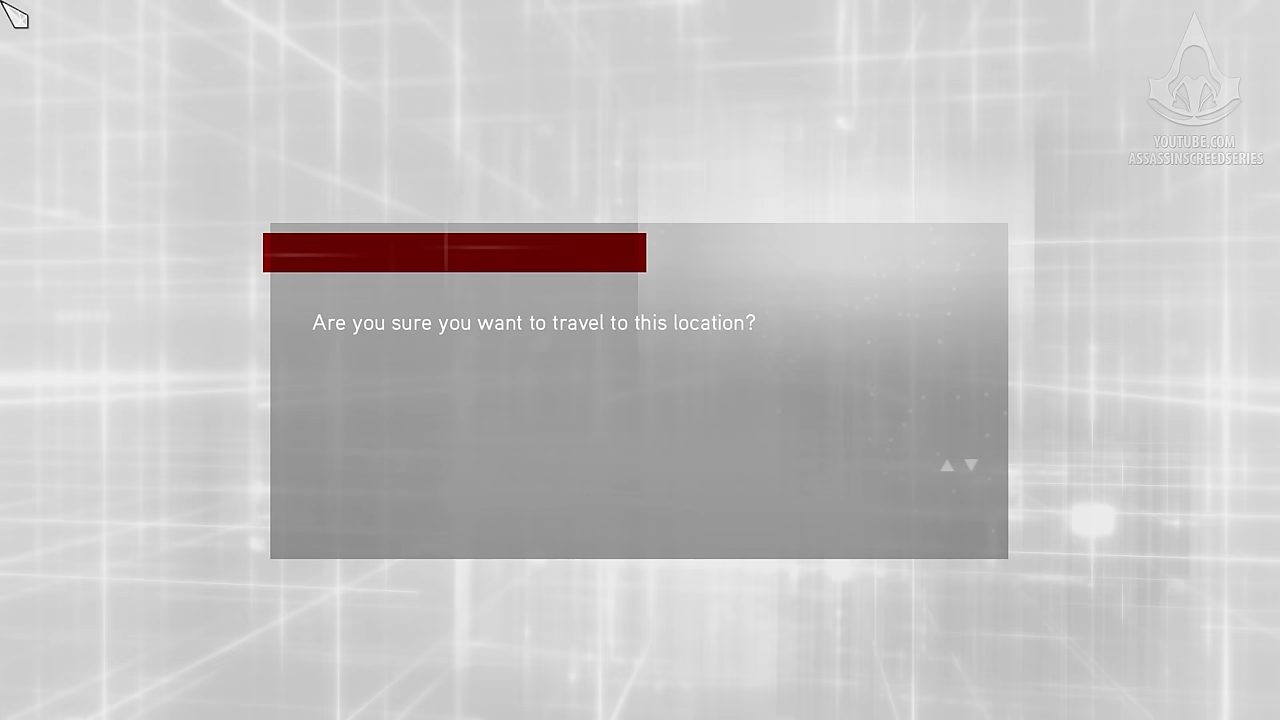 YOUTUBE.COM
ASSASSINSCREEDSERIES
Are you sure you want to travel to this location?